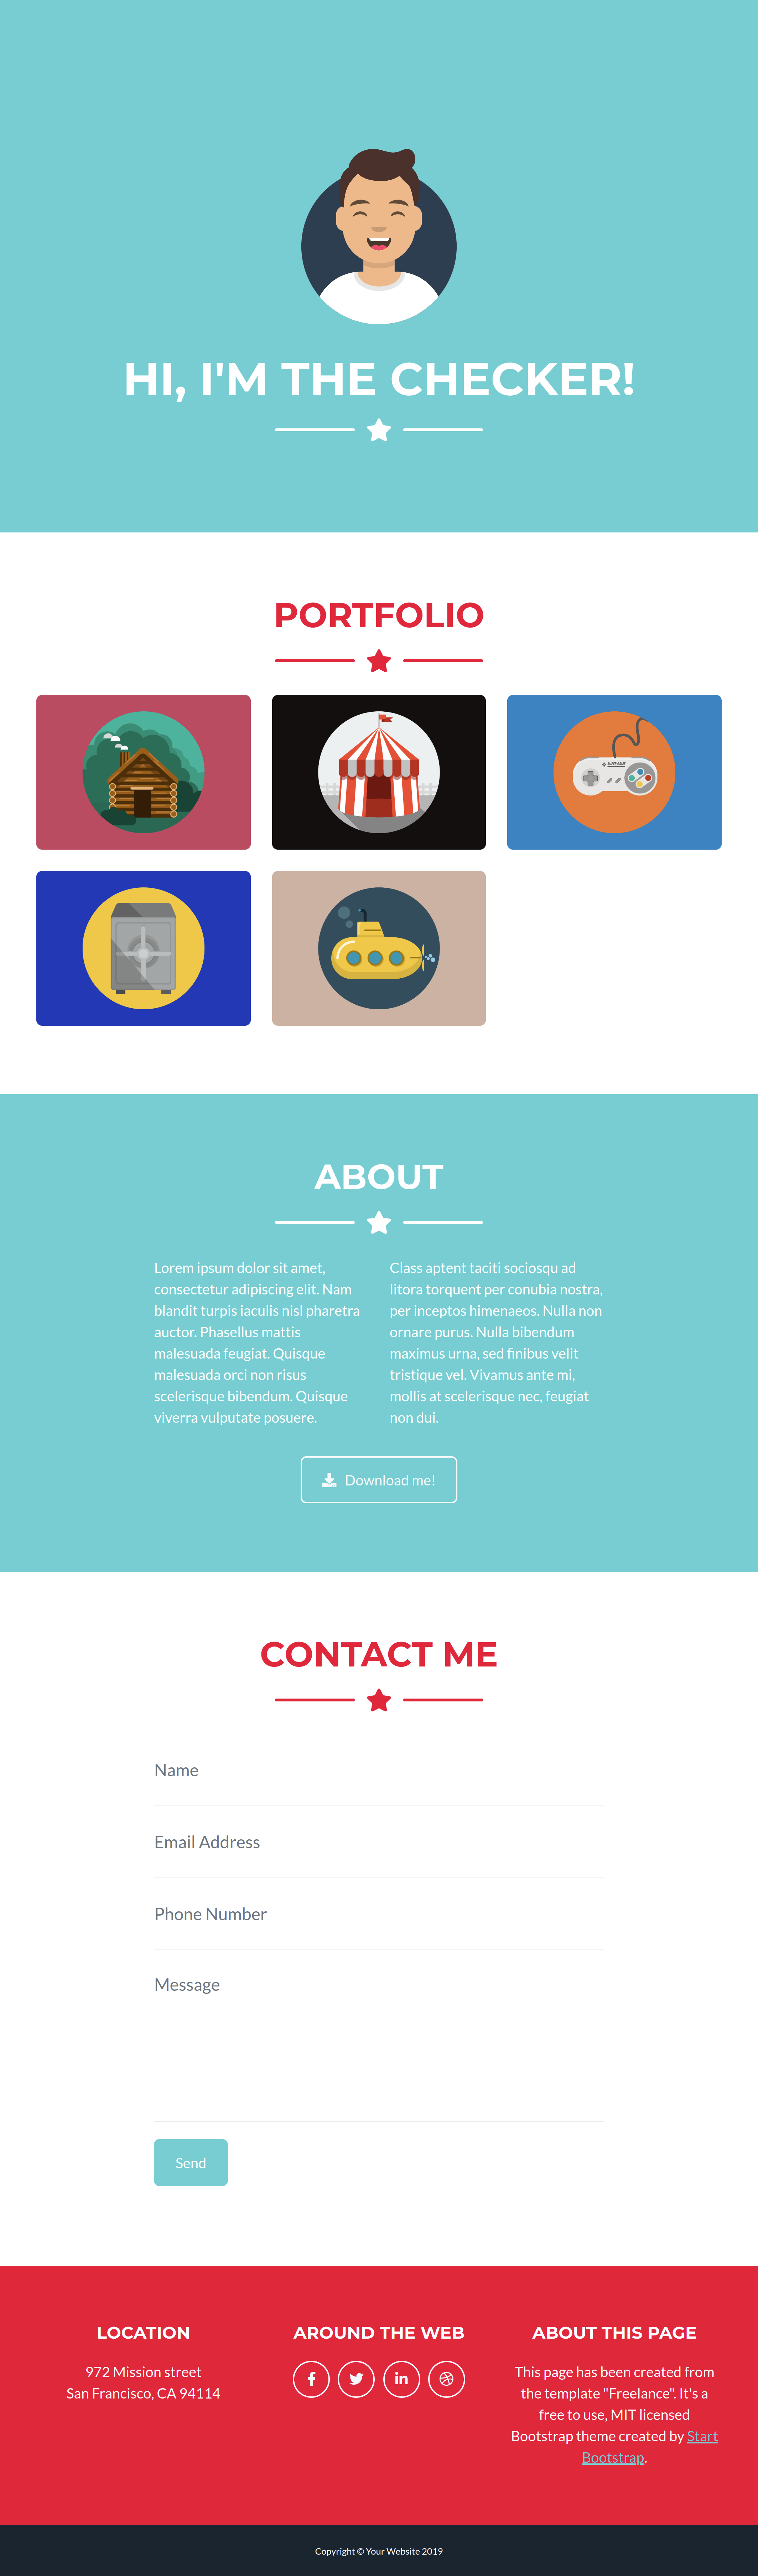 HI, I'M THE CHECKER!
PORTFOLIO
SUPER GAME
ABOUT
Lorem ipsum dolor sit amet,
consectetur adipiscing elit. Nam
blandit turpis iaculis nisl pharetra
auctor. Phasellus mattis
malesuada feugiat. Quisque
malesuada orci non risus
scelerisque bibendum. Quisque
viverra vulputate posuere.
Class aptent taciti sociosqu ad
litora torquent per conubia nostra,
per inceptos himenaeos. Nulla non
ornare purus. Nulla bibendum
maximus urna, sed finibus velit
tristique vel. Vivamus ante mi,
mollis at scelerisque nec, feugiat
non dui.
Download me!
CONTACT ME
Name
Email Address
Phone Number
Message
Send
LOCATION
972 Mission street
San Francisco, CA 94114
AROUND THE WEB
ABOUT THIS PAGE
This page has been created from
the template "Freelance". It's a
free to use, MIT licensed
Bootstrap theme created by Start
Bootstrap.
Copyright © Your Website 2019